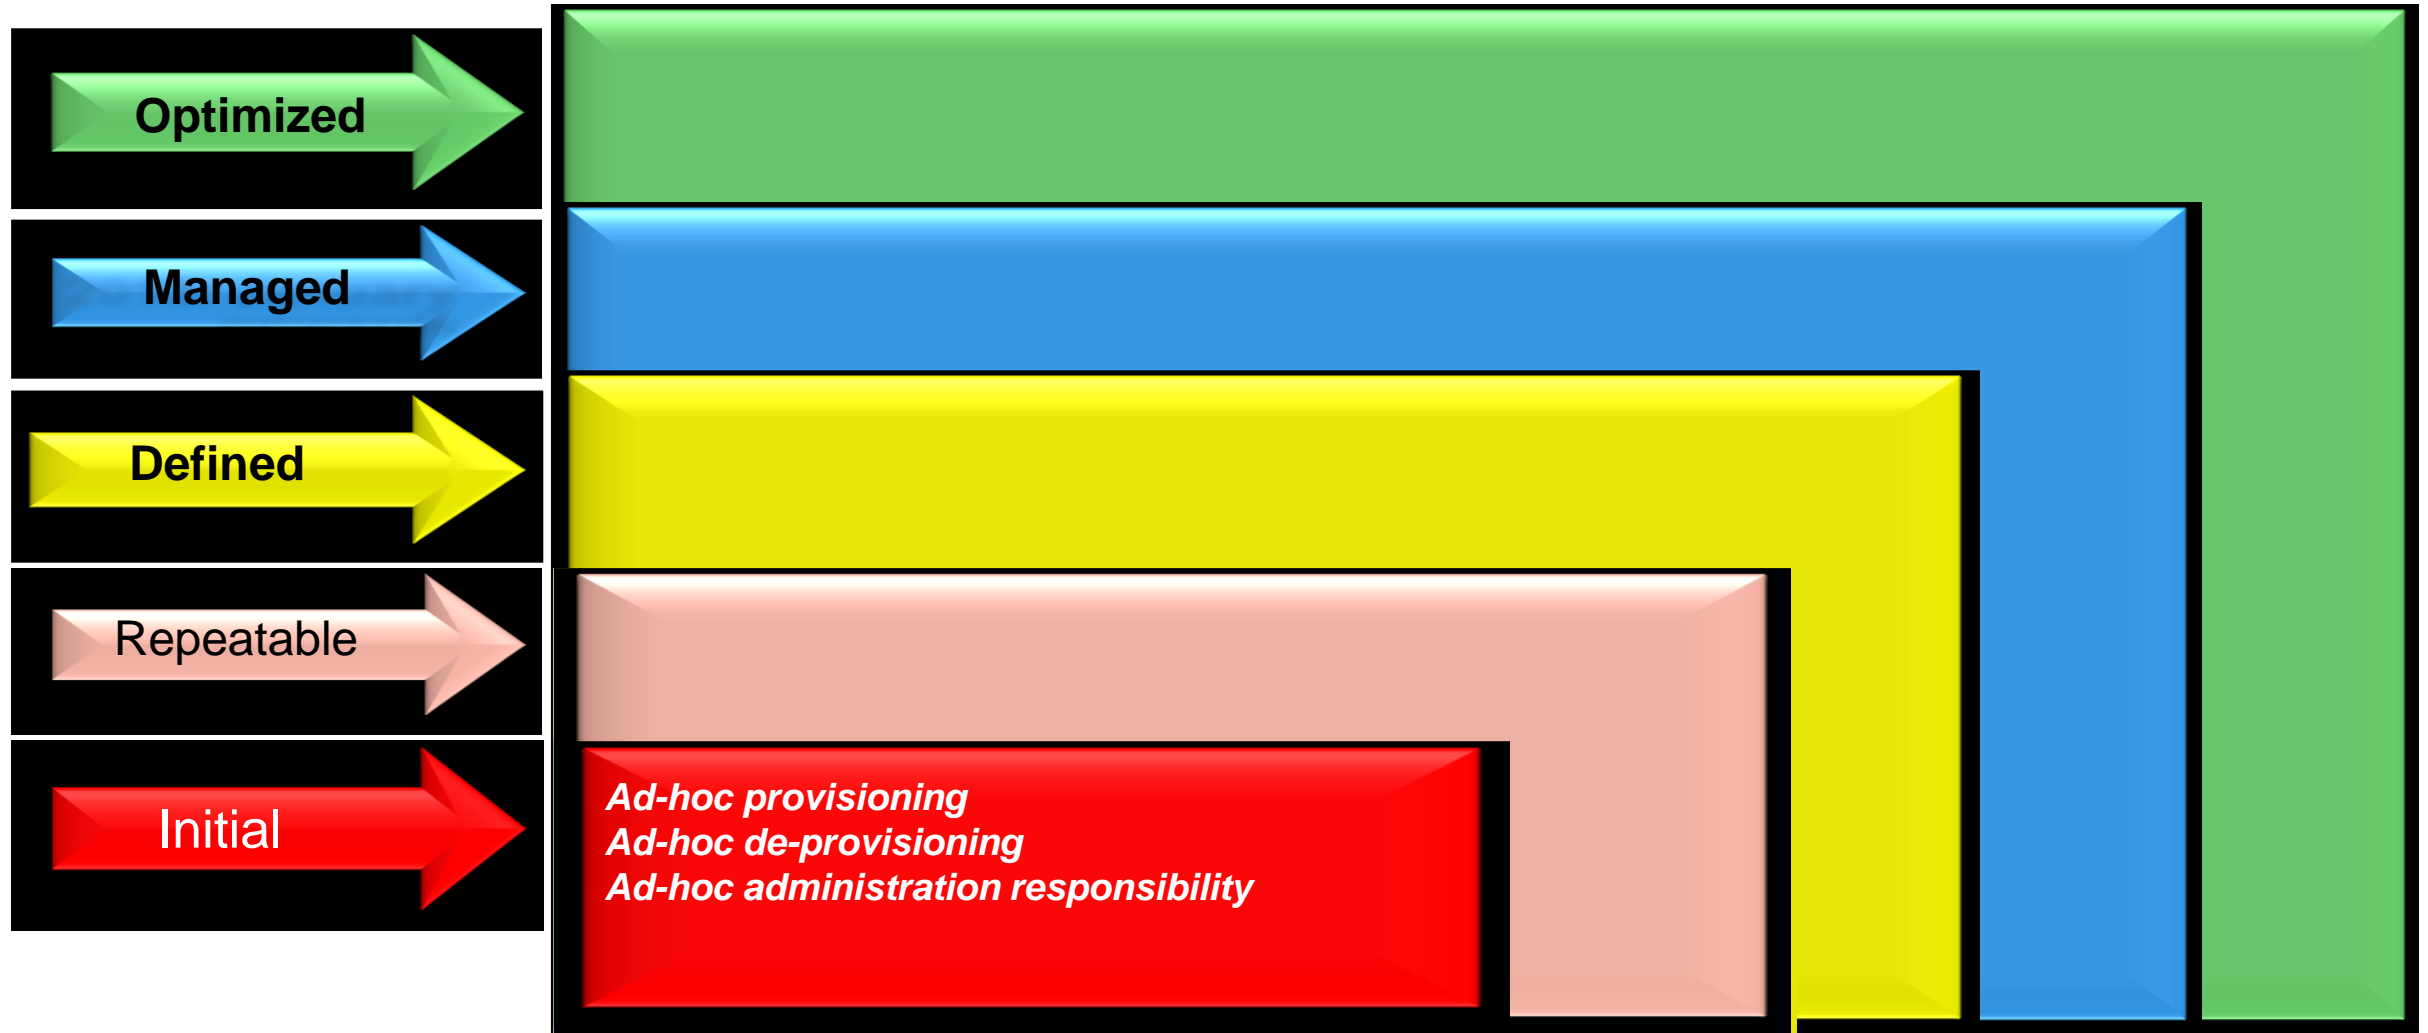 Optimized
Managed
Defined
Repeatable
Initial
Ad-hoc provisioning
Ad-hoc de-provisioning
Ad-hoc administration responsibility